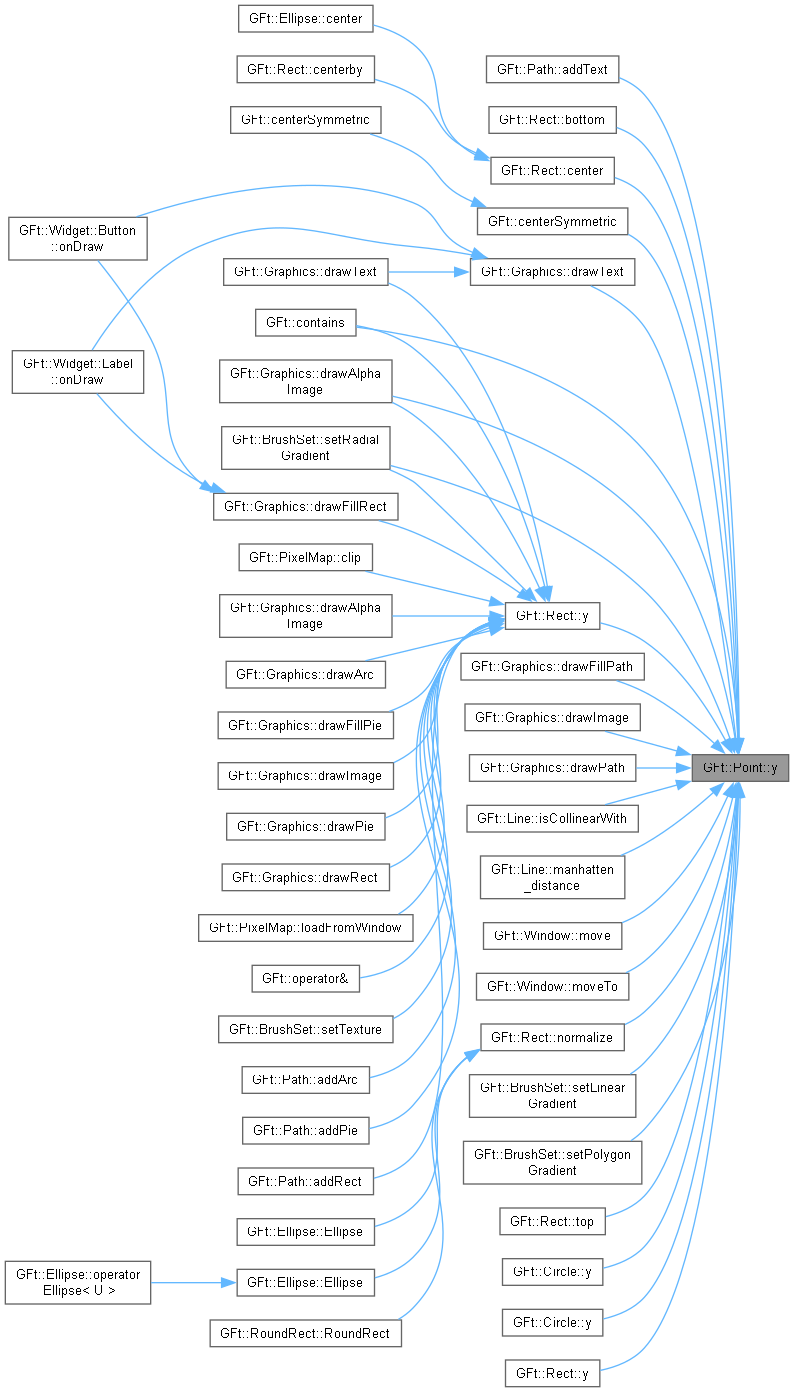 GFt::Ellipse::center
GFt::Rect::centerby
GFt::Path::addText
GFt::centerSymmetric
GFt::Rect::bottom
GFt::Rect::center
GFt::centerSymmetric
GFt::Widget::Button
::onDraw
GFt::Graphics::drawText
GFt::Graphics::drawText
GFt::contains
GFt::Widget::Label
::onDraw
GFt::Graphics::drawAlpha
Image
GFt::BrushSet::setRadial
Gradient
GFt::Graphics::drawFillRect
GFt::PixelMap::clip
GFt::Graphics::drawAlpha
Image
GFt::Rect::y
GFt::Graphics::drawArc
GFt::Graphics::drawFillPath
GFt::Graphics::drawFillPie
GFt::Graphics::drawImage
GFt::Graphics::drawImage
GFt::Graphics::drawPath
GFt::Point::y
GFt::Graphics::drawPie
GFt::Line::isCollinearWith
GFt::Graphics::drawRect
GFt::Line::manhatten
_distance
GFt::PixelMap::loadFromWindow
GFt::Window::move
GFt::operator&
GFt::Window::moveTo
GFt::BrushSet::setTexture
GFt::Rect::normalize
GFt::Path::addArc
GFt::BrushSet::setLinear
Gradient
GFt::Path::addPie
GFt::BrushSet::setPolygon
Gradient
GFt::Path::addRect
GFt::Rect::top
GFt::Ellipse::Ellipse
GFt::Ellipse::operator
Ellipse< U >
GFt::Ellipse::Ellipse
GFt::Circle::y
GFt::RoundRect::RoundRect
GFt::Circle::y
GFt::Rect::y